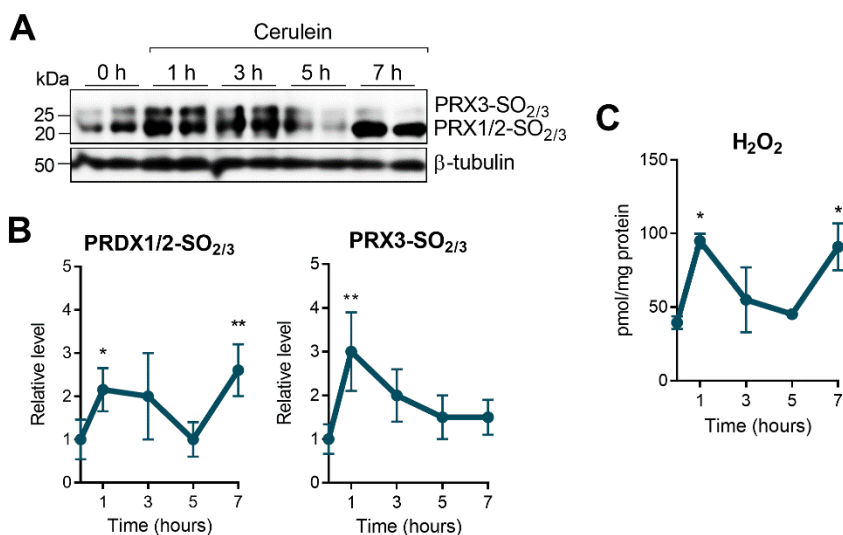 A
Cerulein
0 h 1 h 3 h 5 h 7 h
kDa
25
20
PRX3-SO2/3
PRX1/2-SO2/3
50
β-tubulin
B
PRDX1/2-SO2/3
Relative level
5
4
3
2
1
0
*
**
1 3 5 7
Time (hours)
PRX3-SO2/3
Relative level
5
4
3
2
1
0
**
1 3 5 7
Time (hours)
C
H2O2
pmol/mg protein
150
100
50
0
*
*
1 3 5 7
Time (hours)